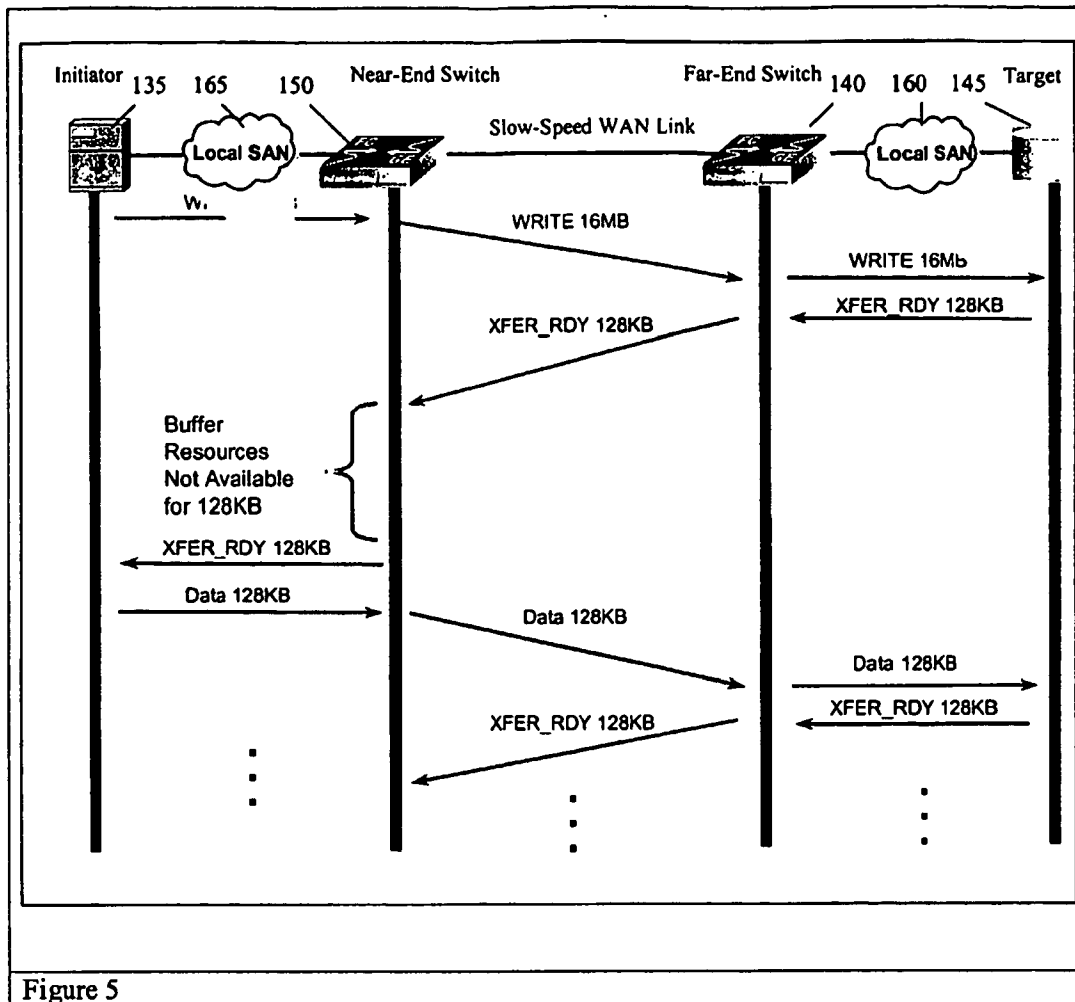 Initiator 135 165 150 Near-End Switch Far-End Switch 140 160 145 Target
Slow-Speed WAN Link
Local SAN
Local SAN
WRITE 16MB
WRITE 16Mb
XFER_RDY 128KB
XFER_RDY 128KB
Buffer
Resources
Not Available
for 128KB
XFER_RDY 128KB
Data 128KB
Data 128KB
Data 128KB
XFER_RDY 128KB
XFER_RDY 128KB
Figure 5